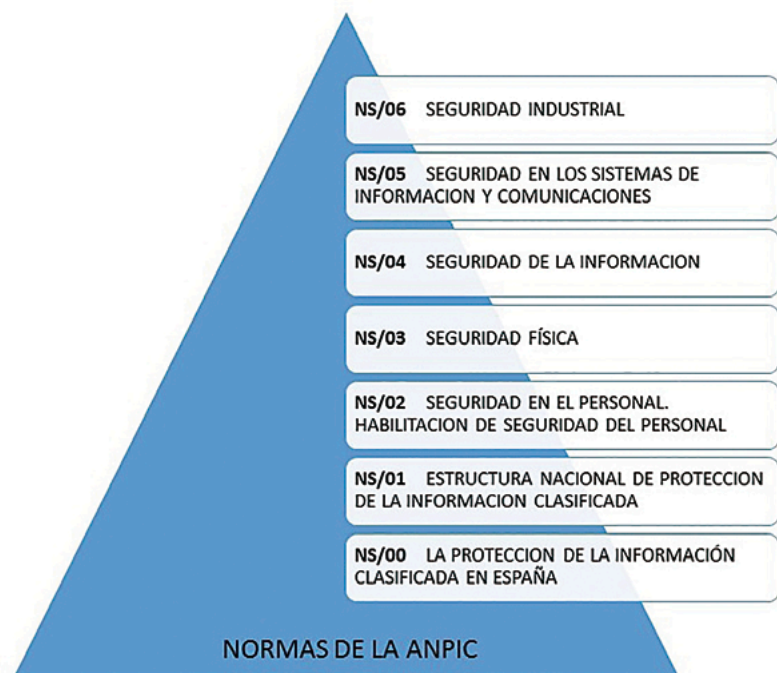 NS/06 SEGURIDAD INDUSTRIAL
NS/05 SEGURIDAD EN LOS SISTEMAS DE
INFORMACION Y COMUNICACIONES
NS/04 SEGURIDAD DE LA INFORMACION
NS/03 SEGURIDAD FÍSICA
NS/02 SEGURIDAD EN EL PERSONAL.
HABILITACION DE SEGURIDAD DEL PERSONAL
NS/01 ESTRUCTURA NACIONAL DE PROTECCION
DE LA INFORMACION CLASIFICADA
NS/00 LA PROTECCION DE LA INFORMACIÓN
CLASIFICADA EN ESPAÑA
NORMAS DE LA ANPIC